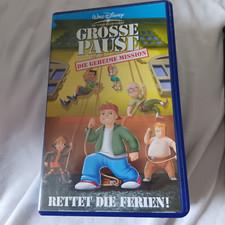 WALT DISNEY
GROSSE
PAUSE
DIE GEHEIME MISSION
RETTET DIE FERIEN!